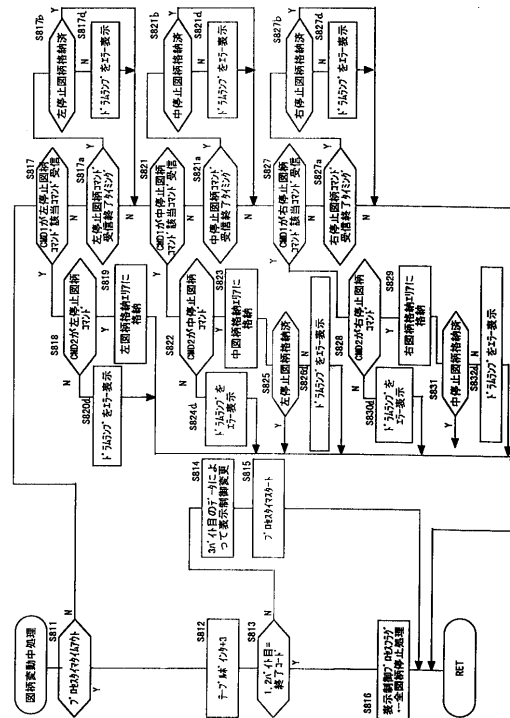 図柄変動中処理
S811
プロセスタイマタイムアウト
Y
N
S812
テーブルポインタ+3
S813
1,2バイト目=
終了コード
Y
N
S814
3バイト目のデータによ
って表示制御変更
S815
プロセスタイマスタート
S816
表示制御プロセスフラグ
←全図柄停止処理
RET
S817
CMD1が左停止図柄
コマンド該当コマンド受信
Y
N
S817a
左停止図柄コマンド
受信終了タイミング
Y
N
S817b
左停止図柄格納済
Y
N
S817d
ドラムランプをエラー表示
S818
CMD2が左停止図柄
コマンド
Y
N
S819
左図柄格納エリアに
格納
S820d
ドラムランプをエラー表示
S821
CMD1が中停止図柄
コマンド該当コマンド受信
Y
N
S821a
中停止図柄コマンド
受信終了タイミング
Y
N
S821b
中停止図柄格納済
Y
N
S821d
ドラムランプをエラー表示
S822
CMD2が中停止図柄
コマンド
Y
N
S823
中図柄格納エリアに
格納
S824d
ドラムランプを
エラー表示
S825
左停止図柄格納済
Y
N
S826d
ドラムランプをエラー表示
S827
CMD1が右停止図柄
コマンド該当コマンド受信
Y
N
S827a
右停止図柄コマンド
受信終了タイミング
Y
N
S827b
右停止図柄格納済
Y
N
S827d
ドラムランプをエラー表示
S828
CMD2が右停止図柄
コマンド
Y
N
S829
右図柄格納エリアに
格納
S830d
ドラムランプを
エラー表示
S831
中停止図柄格納済
Y
N
S832d
ドラムランプをエラー表示